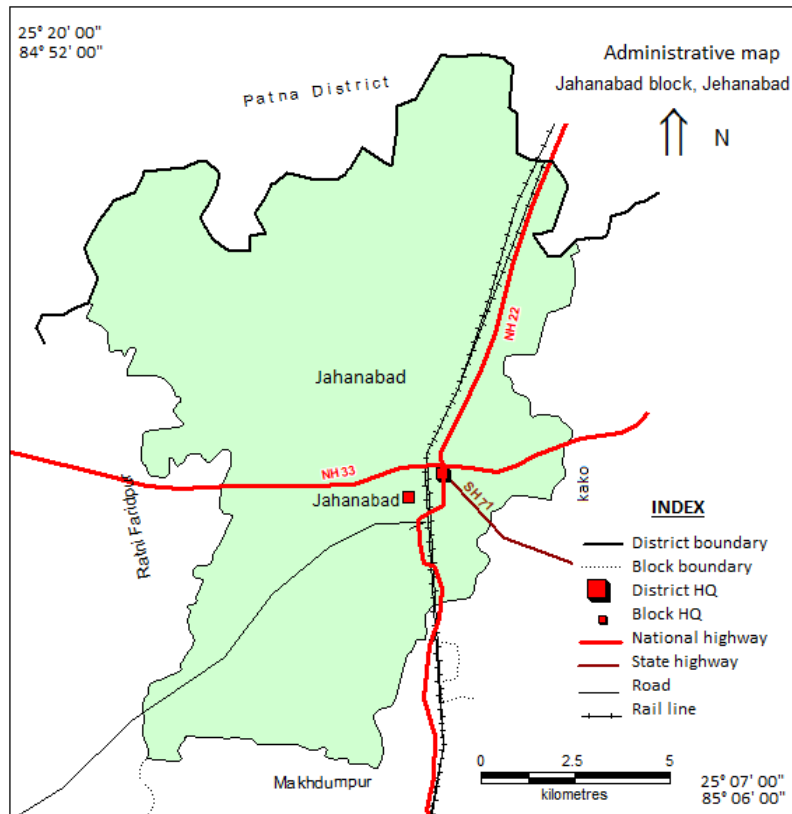 25° 20' 00"
84° 52' 00"
Administrative map
Jahanabad block, Jehanabad
N
Patna District
NH 22
Jahanabad
NH 33
Jahanabad
SH 71
kako
Ratni Faridpur
Makhdumpur
INDEX
District boundary
Block boundary
District HQ
Block HQ
National highway
State highway
Road
Rail line
0 2.5 5
kilometres
25° 07' 00"
85° 06' 00"